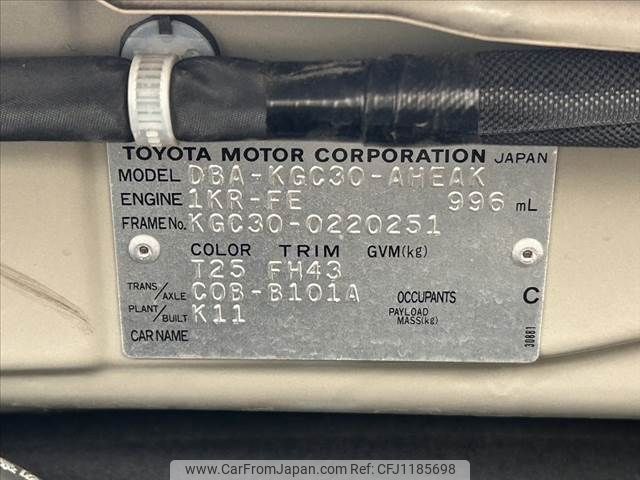 TOYOTA MOTOR CORPORATION JAPAN
MODEL DBA-KGC30-AHEAK
ENGINE 1KR-FE 996 mL
FRAME No. KGC30-0220251
COLOR TRIM GVM(kg)
T25 FH43
TRANS/AXLE COB-B101A OCCUPANTS C
PLANT/BUILT K11 PAYLOAD MASS(kg)
CAR NAME
30881
www.CarFromJapan.com © CFJ1185698